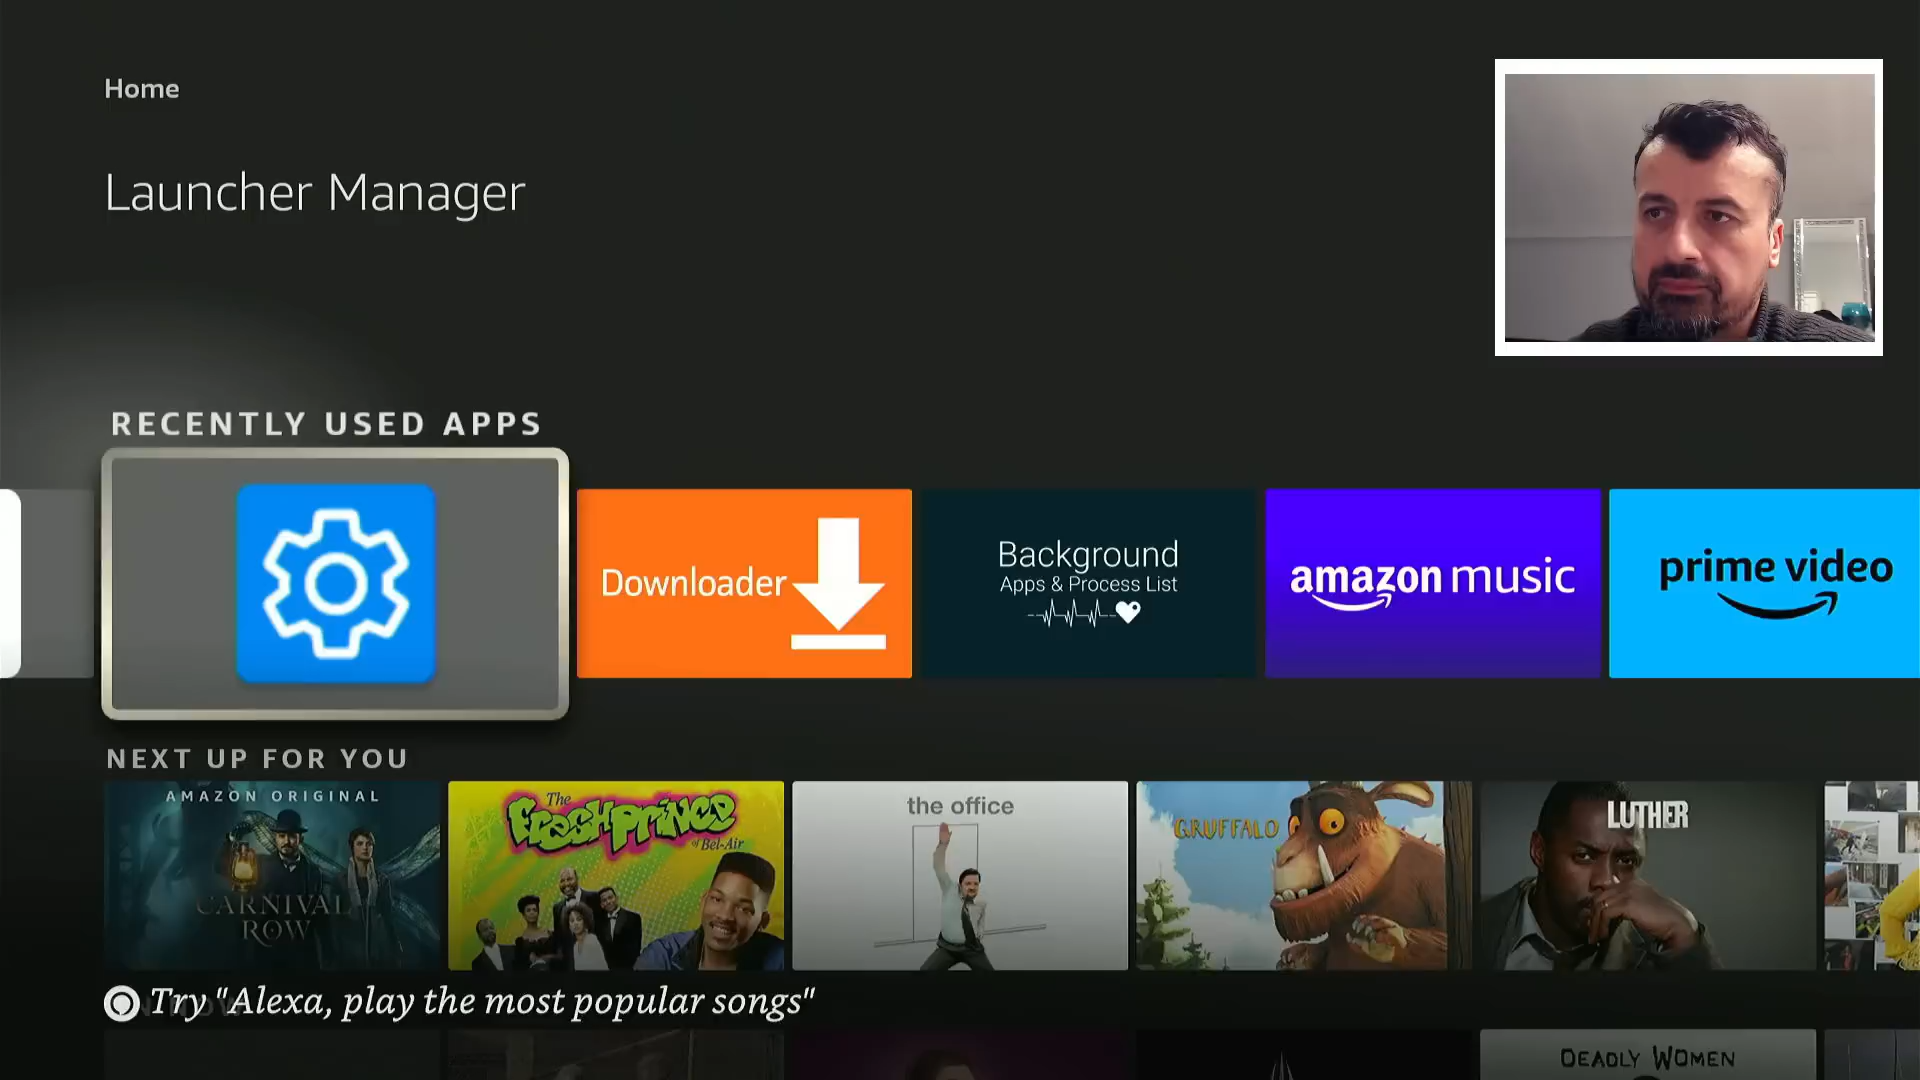 Home
Launcher Manager
RECENTLY USED APPS
Downloader
Background
Apps & Process List
amazon music
prime video
NEXT UP FOR YOU
AMAZON ORIGINAL
CARNIVAL
ROW
The
Fresh Prince
of Bel-Air
the office
GRUFFALO
LUTHER
Try "Alexa, play the most popular songs"
DEADLY WOMEN